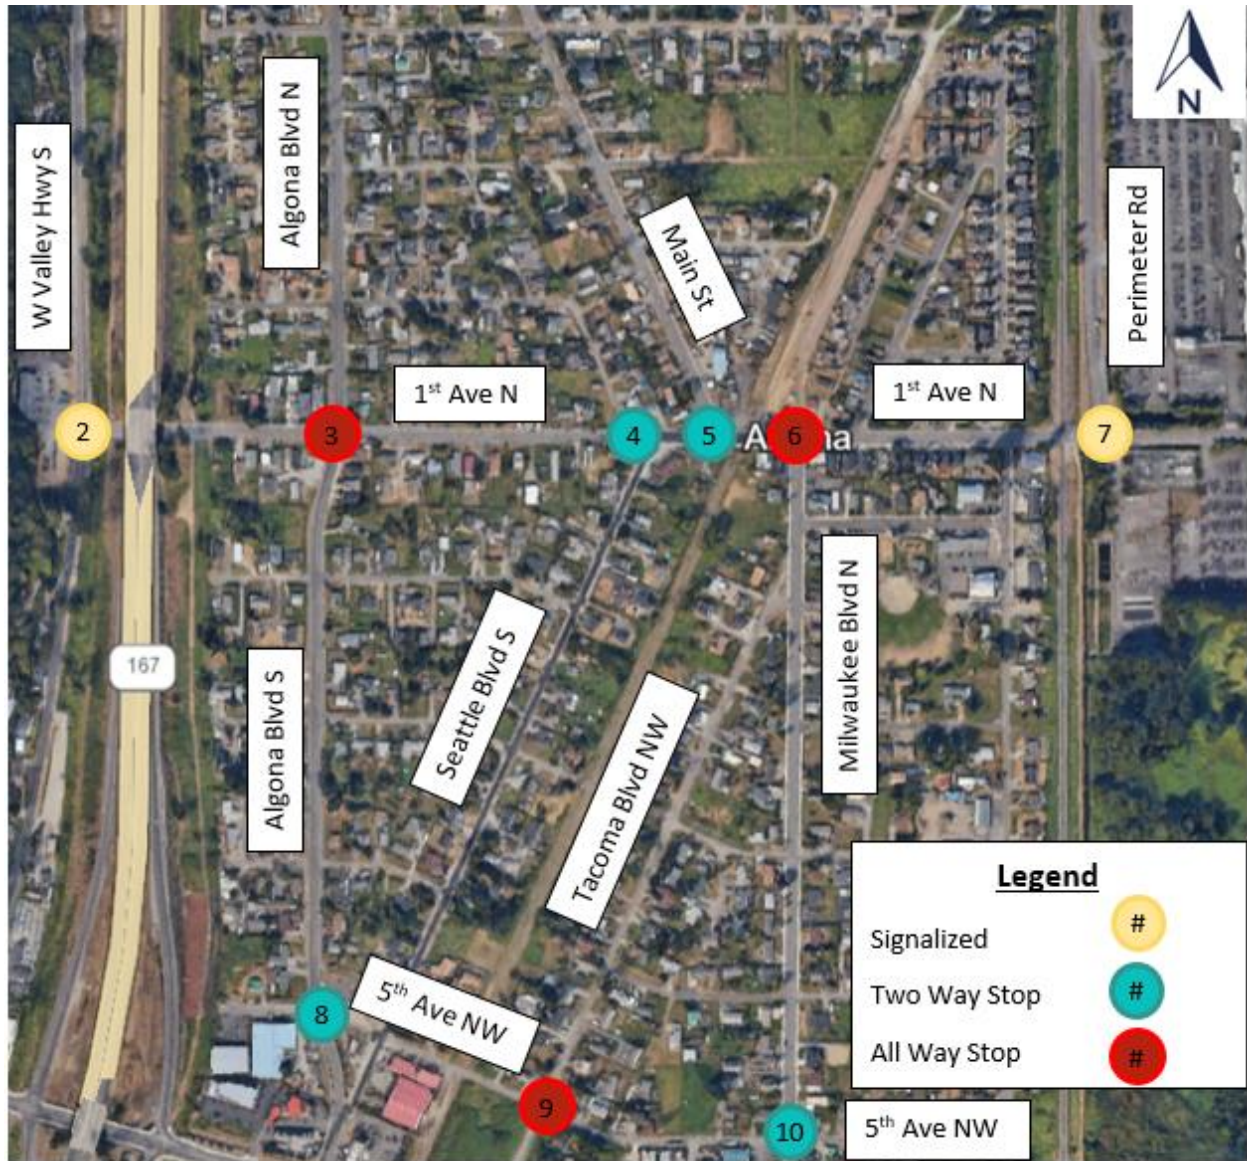 N
Algona Blvd N
W Valley Hwy S
Main St
Perimeter Rd
1st Ave N
1st Ave N
2
3
4
5
A
6
na
7
Milwaukee Blvd N
Seattle Blvd S
167
Algona Blvd S
Tacoma Blvd NW
Legend
Signalized #
Two Way Stop #
All Way Stop #
5th Ave NW
8
9
10
5th Ave NW